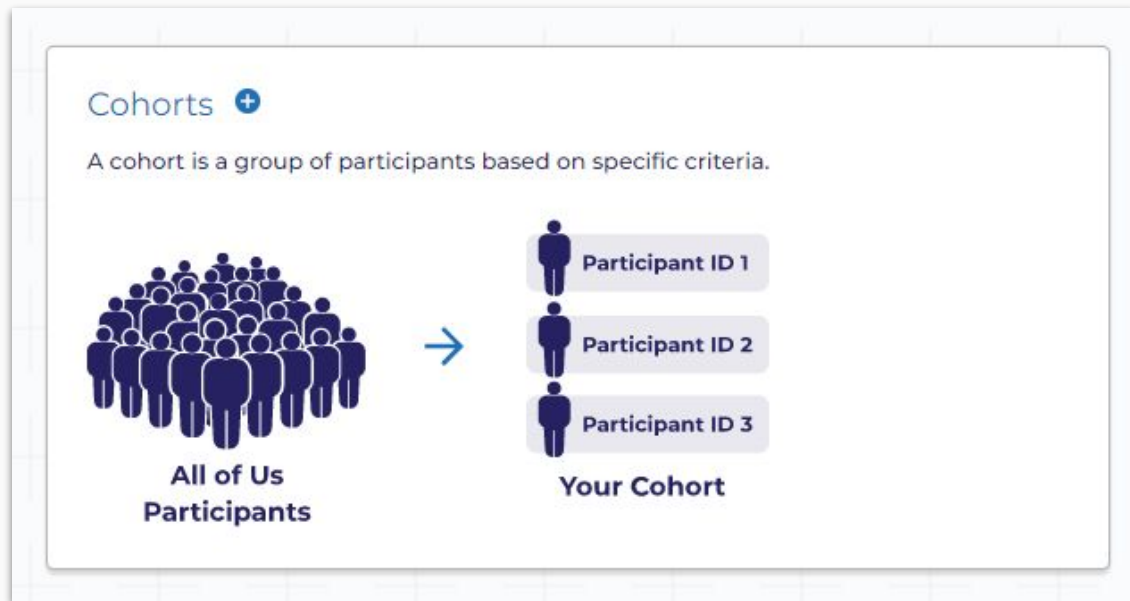 Cohorts
A cohort is a group of participants based on specific criteria.
Participant ID 1
Participant ID 2
Participant ID 3
All of Us
Participants
Your Cohort